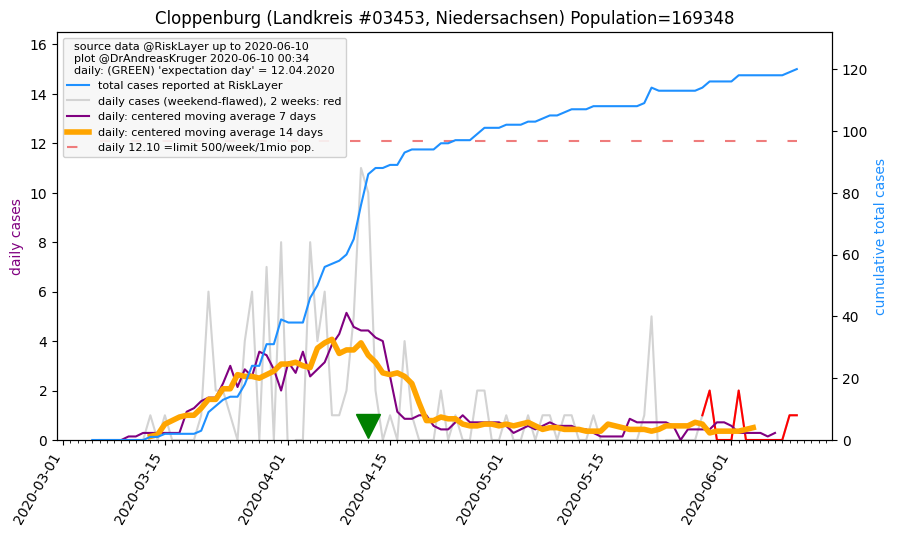 Cloppenburg (Landkreis #03453, Niedersachsen) Population=169348
source data @RiskLayer up to 2020-06-10
plot @DrAndreasKruger 2020-06-10 00:34
daily: (GREEN) 'expectation day' = 12.04.2020
total cases reported at RiskLayer
daily cases (weekend-flawed), 2 weeks: red
daily: centered moving average 7 days
daily: centered moving average 14 days
daily 12.10 =limit 500/week/1mio pop.
daily cases
16
14
12
10
8
6
4
2
0
cumulative total cases
120
100
80
60
40
20
0
2020-03-01
2020-03-15
2020-04-01
2020-04-15
2020-05-01
2020-05-15
2020-06-01